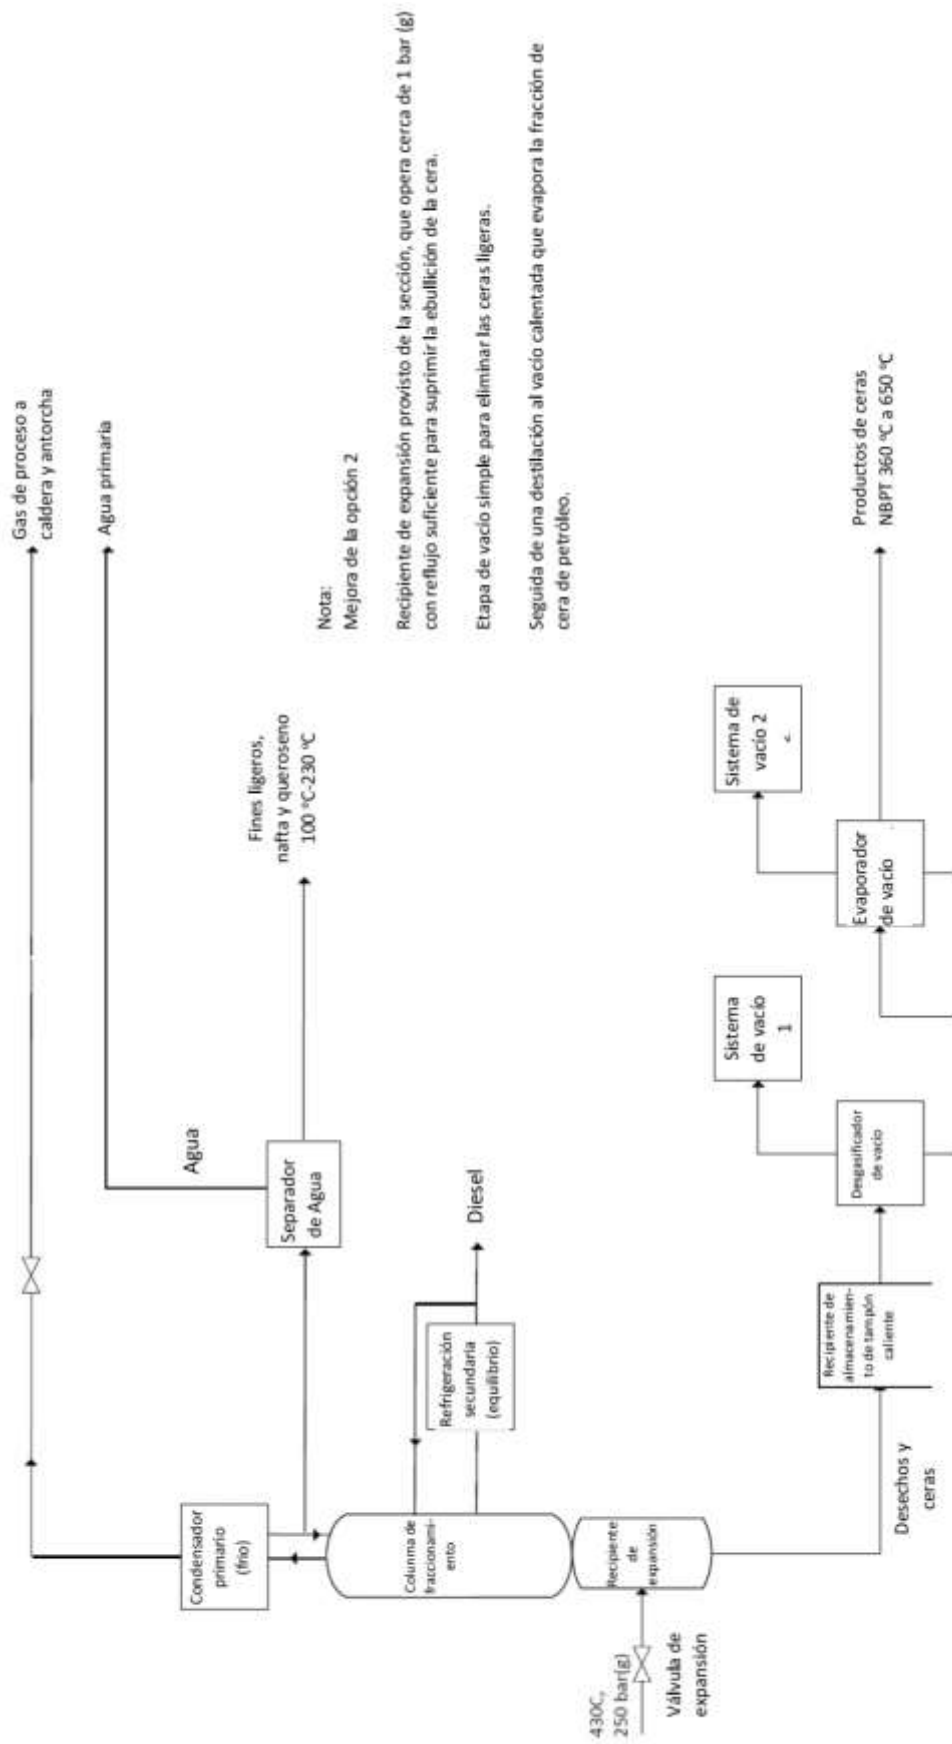 Gas de proceso a
caldera y antorcha
Agua primaria
Agua
Fines ligeros,
nafta y queroseno
100 ºC-230 ºC
Condensador
primario
(frio)
Separador
de Agua
Nota:
Mejora de la opción 2
Recipiente de expansión provisto de la sección, que opera cerca de 1 bar (g)
con reflujo suficiente para suprimir la ebullición de la cera.
Etapa de vacío simple para eliminar las ceras ligeras.
Seguida de una destilación al vacío calentada que evapora la fracción de
cera de petróleo.
Columna de
fraccionami-
ento
Refrigeración
secundaria
(equilibrio)
Diesel
430C,
250 bar(g)
Válvula de
expansión
Recipiente
de
expansión
Desechos y
ceras
Recipiente de
almacenamien-
to de tampón
caliente
Desgasificador
de vacío
Sistema
de vacío
1
Evaporador
de vacío
Sistema de
vacío 2
Productos de ceras
NBPT 360 ºC a 650 ºC